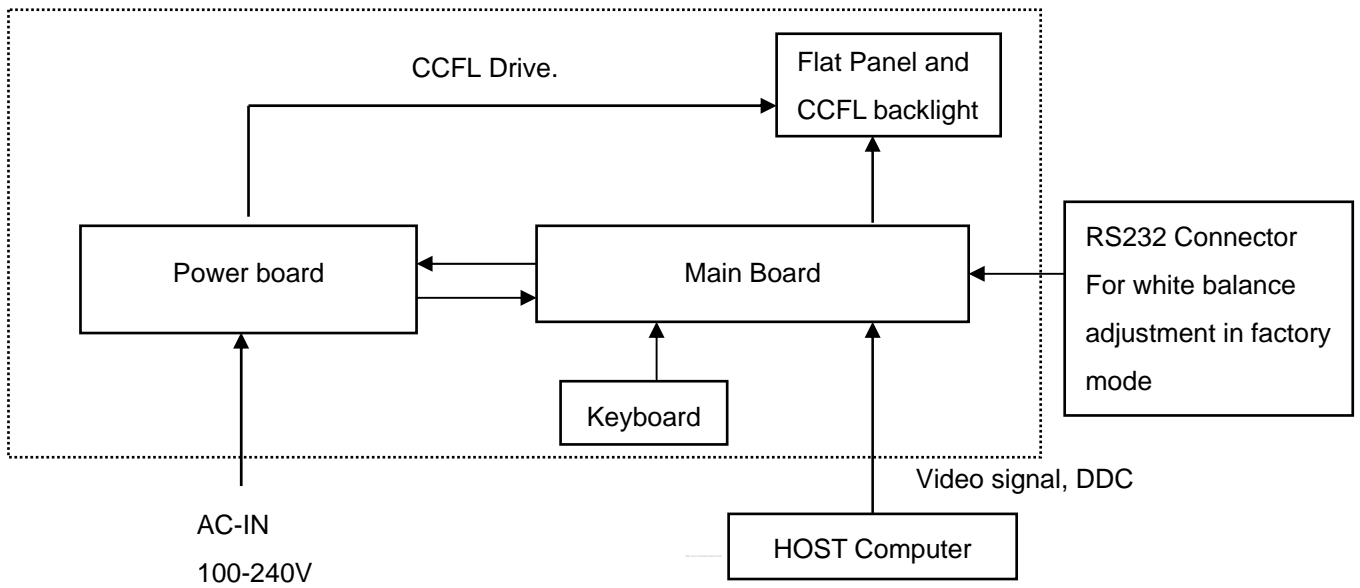 CCFL Drive.
Flat Panel and
CCFL backlight
Power board
Main Board
RS232 Connector
For white balance
adjustment in factory
mode
Keyboard
Video signal, DDC
AC-IN
100-240V
HOST Computer